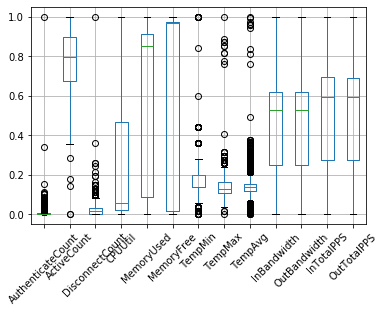 1.0
0.8
0.6
0.4
0.2
0.0
AuthenticateCount
ActiveCount
DisconnectCount
CPUUtil
MemoryUsed
MemoryFree
TempMin
TempMax
TempAvg
InBandwidth
OutBandwidth
InTotalPPS
OutTotalPPS